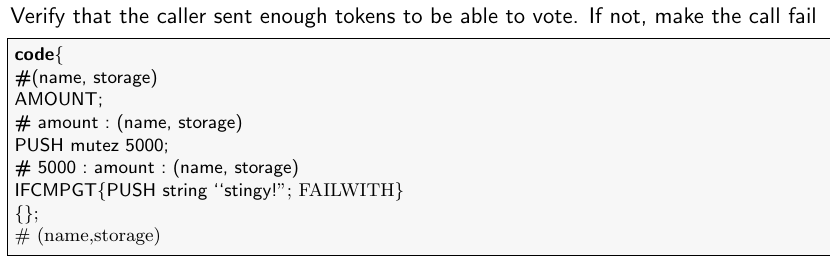 Verify that the caller sent enough tokens to be able to vote. If not, make the call fail
code{
#(name, storage)
AMOUNT;
# amount : (name, storage)
PUSH mutez 5000;
# 5000 : amount : (name, storage)
IFCMPGT{PUSH string ‘‘stingy!”; FAILWITH}
{};
# (name,storage)